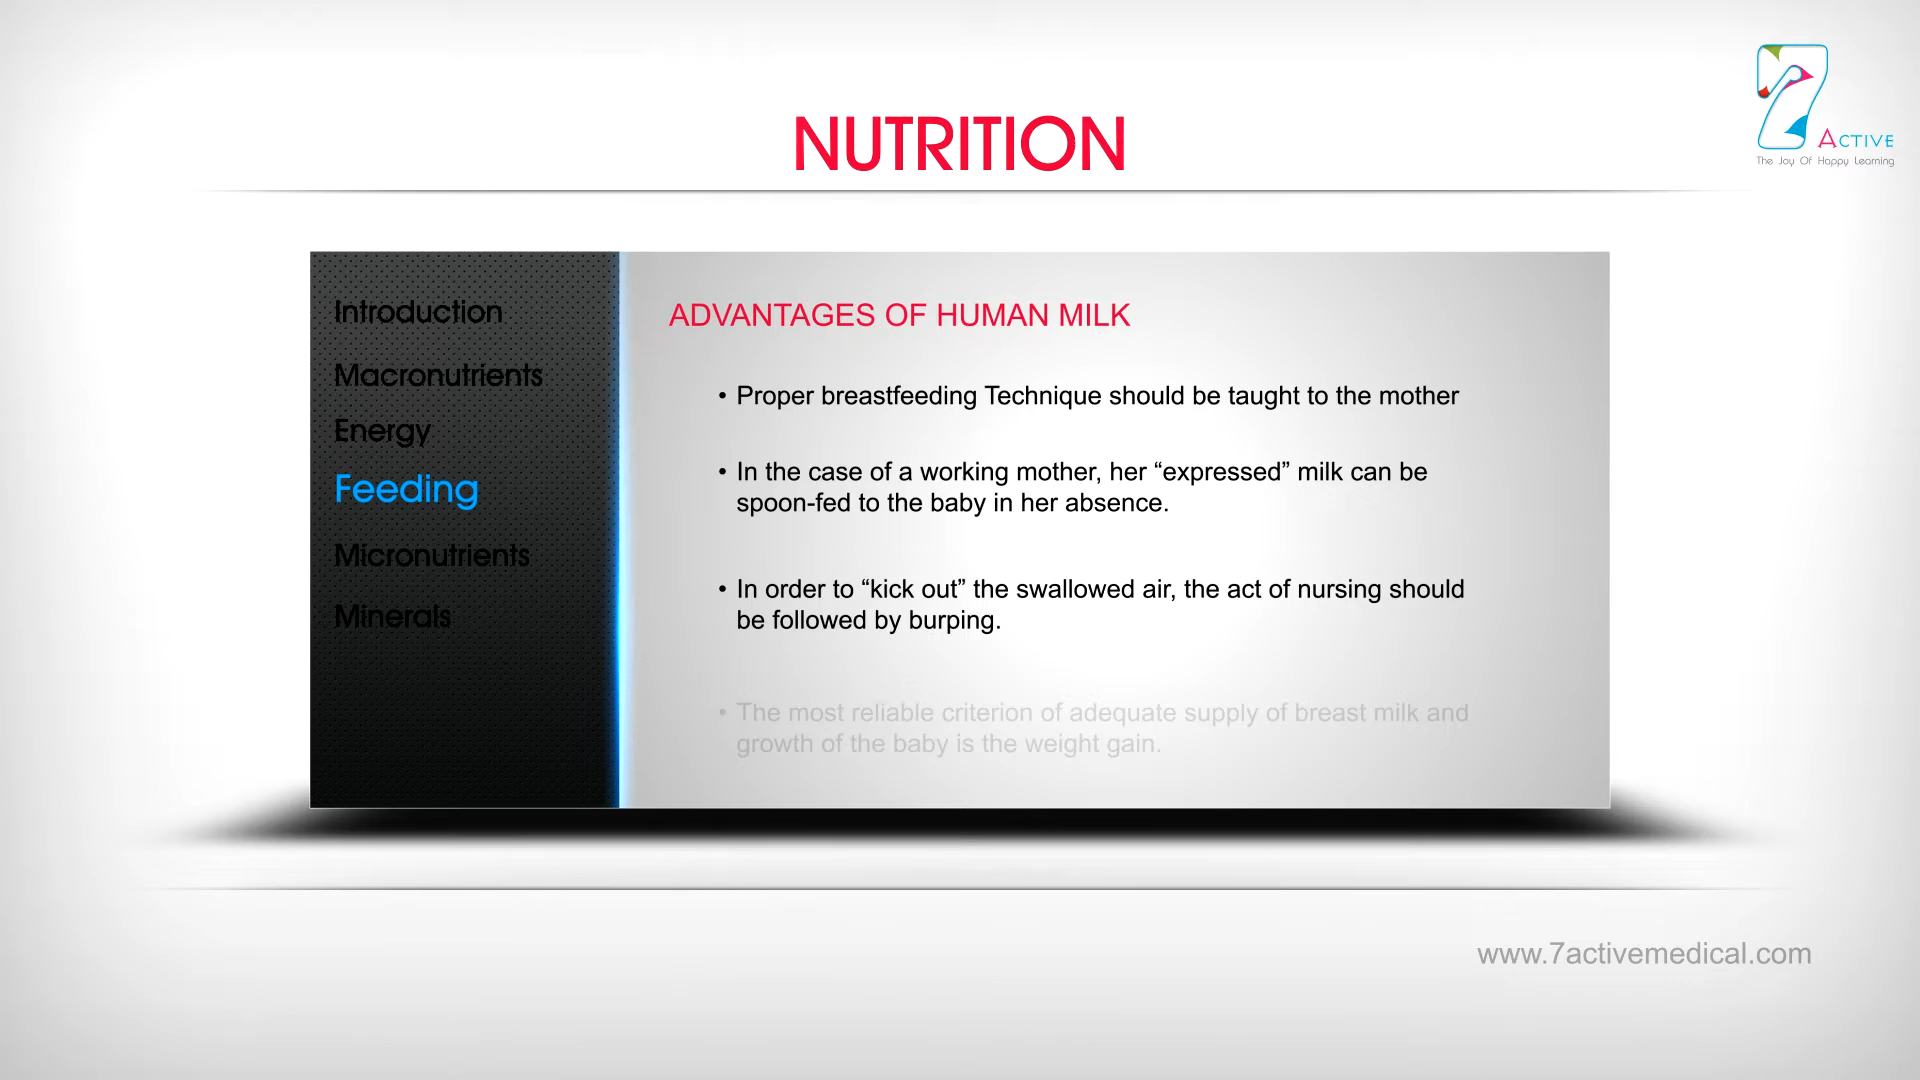 NUTRITION
ACTIVE
The Joy Of Happy Learning
Introduction
Macronutrients
Energy
Feeding
Micronutrients
Minerals
ADVANTAGES OF HUMAN MILK
• Proper breastfeeding Technique should be taught to the mother
• In the case of a working mother, her “expressed” milk can be
spoon-fed to the baby in her absence.
• In order to “kick out” the swallowed air, the act of nursing should
be followed by burping.
• The most reliable criterion of adequate supply of breast milk and
growth of the baby is the weight gain.
www.7activemedical.com